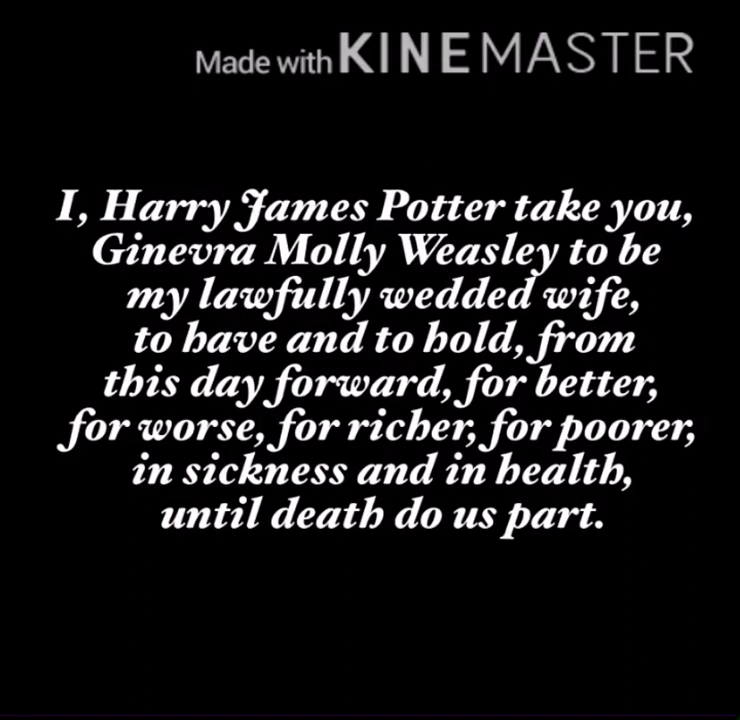 Made with KINEMASTER
I, Harry James Potter take you,
Ginevra Molly Weasley to be
my lawfully wedded wife,
to have and to hold, from
this day forward, for better,
for worse, for richer, for poorer,
in sickness and in health,
until death do us part.